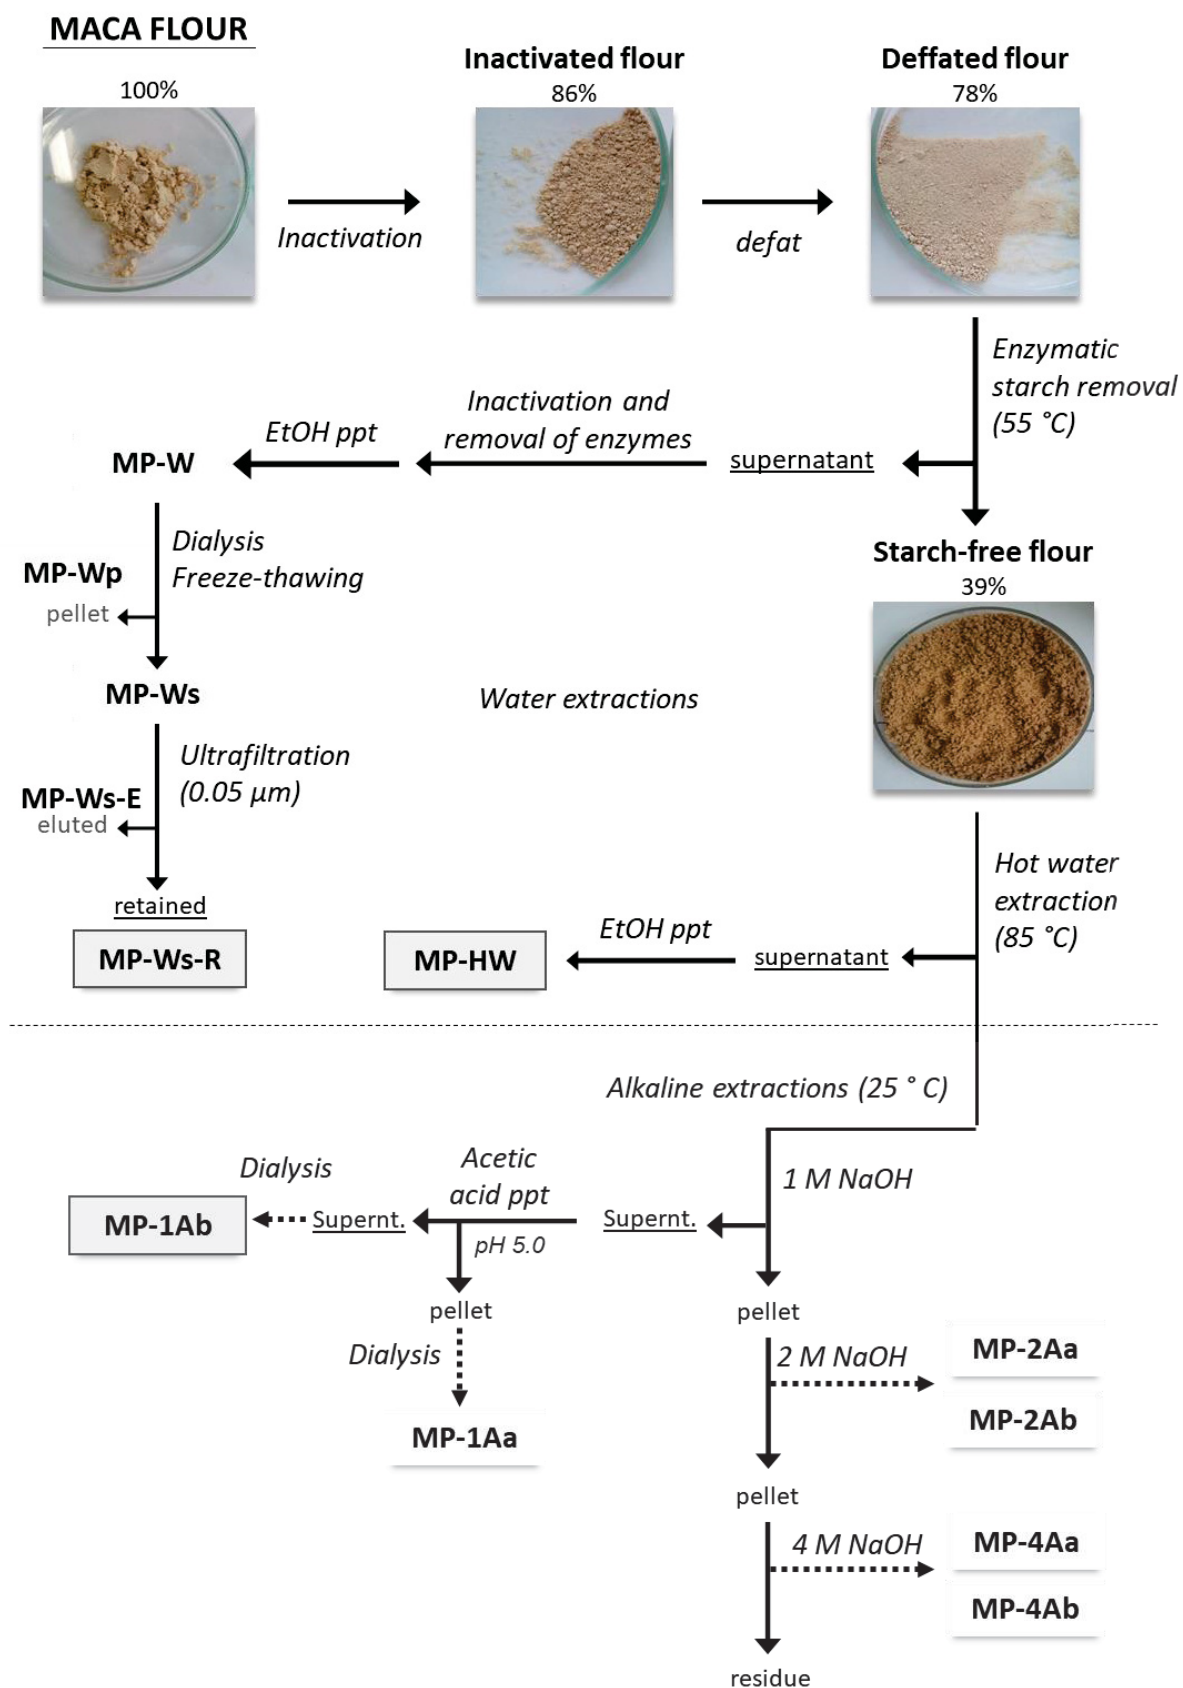 MACA FLOUR
100%
Inactivated flour
86%
Deffated flour
78%
Inactivation
defat
Enzymatic
starch removal
(55 °C)
Inactivation and
removal of enzymes
EtOH ppt
MP-W
supernatant
Dialysis
Freeze-thawing
MP-Wp
pellet
Starch-free flour
39%
MP-Ws
Water extractions
Ultrafiltration
(0.05 µm)
MP-Ws-E
eluted
Hot water
extraction
(85 °C)
retained
MP-Ws-R
EtOH ppt
MP-HW
supernatant
Alkaline extractions (25 ° C)
1 M NaOH
Acetic
acid ppt
Dialysis
MP-1Ab
Supernt.
Supernt.
pH 5.0
pellet
pellet
Dialysis
MP-1Aa
2 M NaOH
MP-2Aa
MP-2Ab
pellet
4 M NaOH
MP-4Aa
MP-4Ab
residue